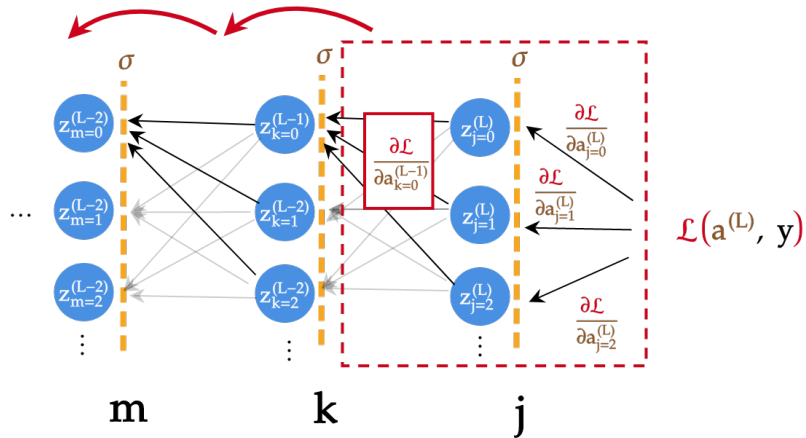 σ σ σ
z_{m=0}^{(L-2)} z_{k=0}^{(L-1)} z_{j=0}^{(L)}
∂ℒ/∂a_{k=0}^{(L-1)}
∂ℒ/∂a_{j=0}^{(L)}
... z_{m=1}^{(L-2)} z_{k=1}^{(L-2)} z_{j=1}^{(L)}
∂ℒ/∂a_{j=1}^{(L)}
ℒ(a^{(L)}, y)
z_{m=2}^{(L-2)} z_{k=2}^{(L-2)} z_{j=2}^{(L)}
∂ℒ/∂a_{j=2}^{(L)}
⋮ ⋮ ⋮
m k j